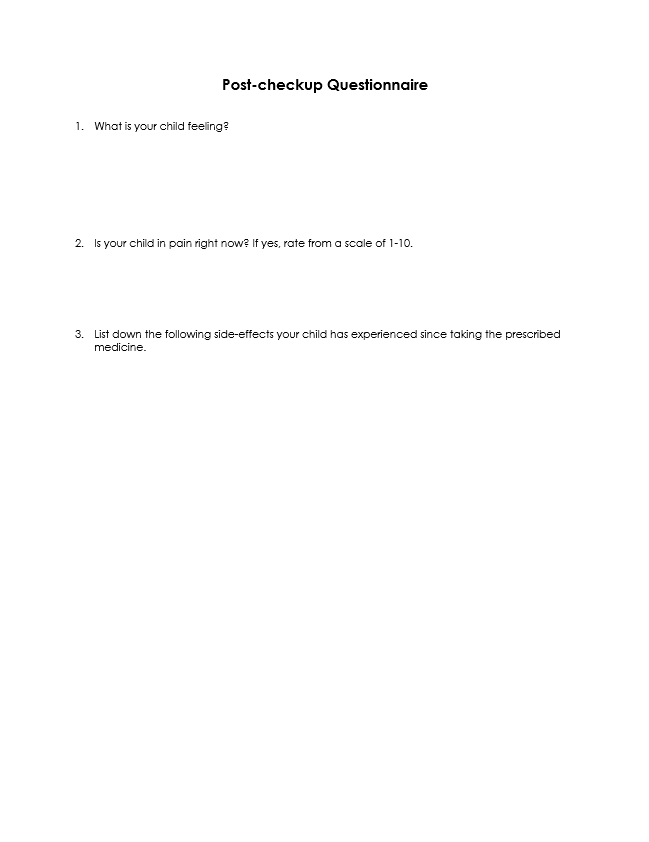 Post-checkup Questionnaire
1. What is your child feeling?
2. Is your child in pain right now? If yes, rate from a scale of 1-10.
3. List down the following side-effects your child has experienced since taking the prescribed
medicine.